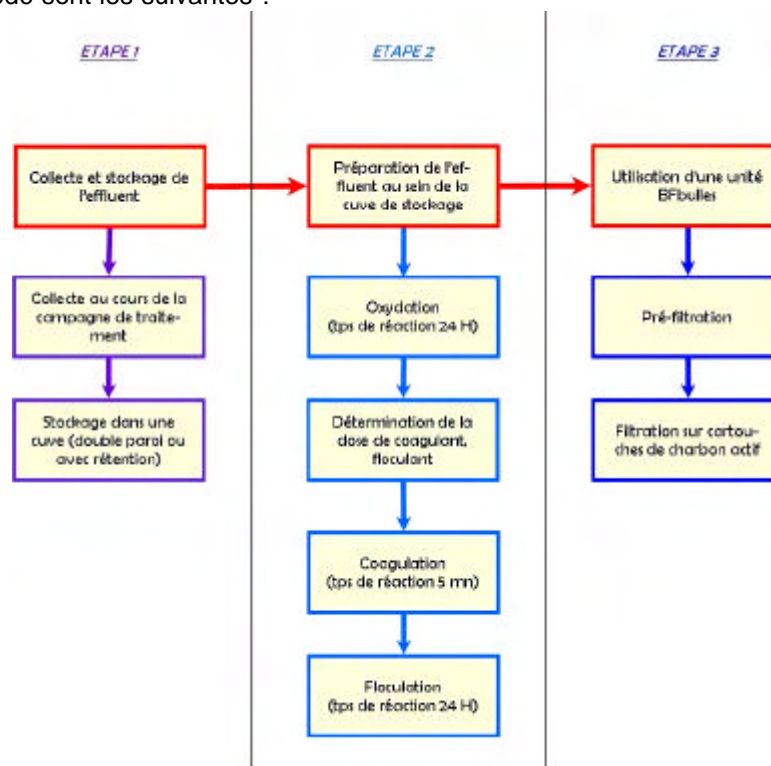 ode sont les suivantes :
ETAPE 1
ETAPE 2
ETAPE 3
Collecte et stockage de
l'effluent
Préparation de l'ef-
fluent au sein de la
cuve de stockage
Utilisation d'une unité
BFbulles
Collecte au cours de la
campagne de traite-
ment
Oxydation
(tps de réaction 24 H)
Pré-filtration
Stockage dans une
cuve (double paroi ou
avec rétention)
Détermination de la
dose de coagulant,
floculant
Filtration sur cartou-
ches de charbon actif
Coagulation
(tps de réaction 5 mn)
Floculation
(tps de réaction 24 H)